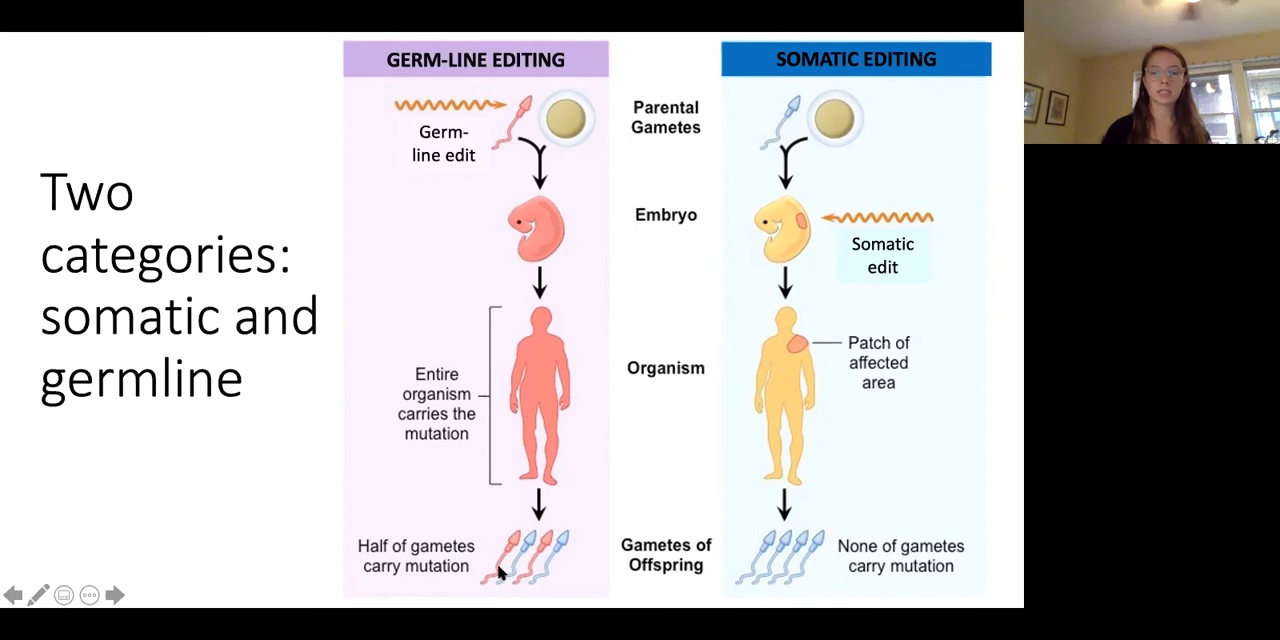 Two
categories:
somatic and
germline
GERM-LINE EDITING
Germ-
line edit
Entire
organism
carries the
mutation
Half of gametes
carry mutation
Parental
Gametes
Embryo
Organism
Gametes of
Offspring
SOMATIC EDITING
Somatic
edit
Patch of
affected
area
None of gametes
carry mutation